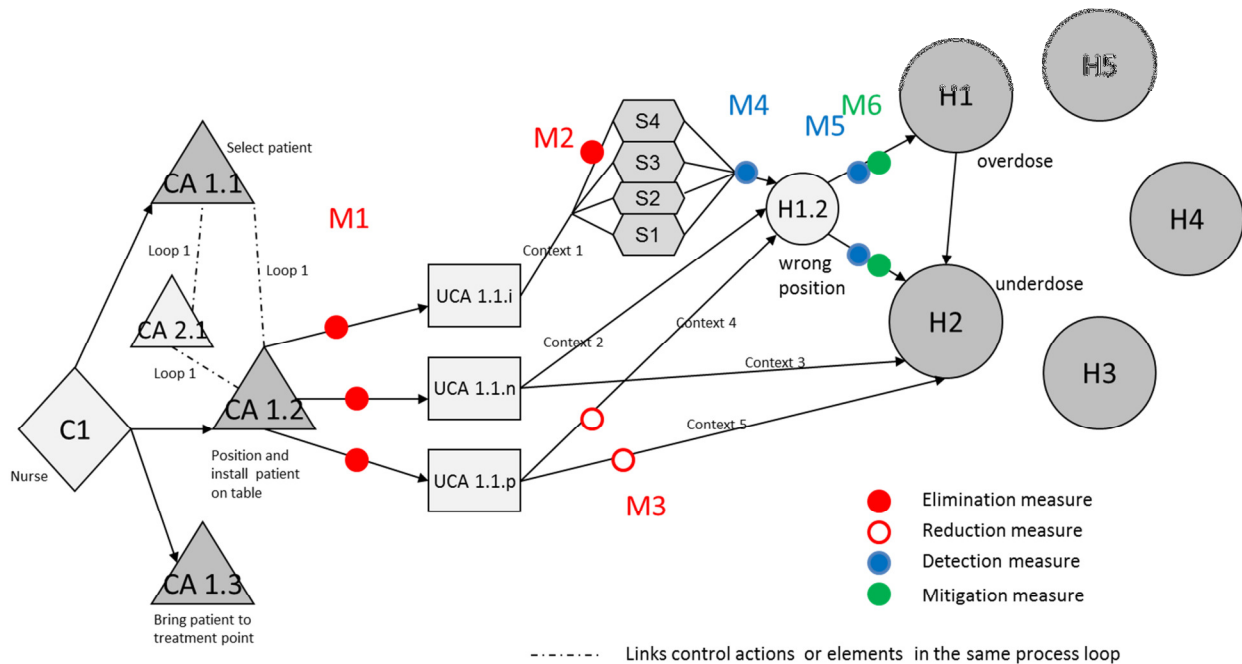 H5
H1
M6
M4
M5
S4
M2
S3
S2
S1
Select patient
CA 1.1
overdose
H1.2
H4
M1
Loop 1
Loop 1
Context 1
wrong
position
underdose
UCA 1.1.i
CA 2.1
H2
Context 4
Context 2
Loop 1
Context 3
H3
UCA 1.1.n
CA 1.2
C1
Context 5
Nurse
Position and
install patient
on table
UCA 1.1.p
M3
Elimination measure
Reduction measure
Detection measure
Mitigation measure
CA 1.3
Bring patient to
treatment point
Links control actions or elements in the same process loop